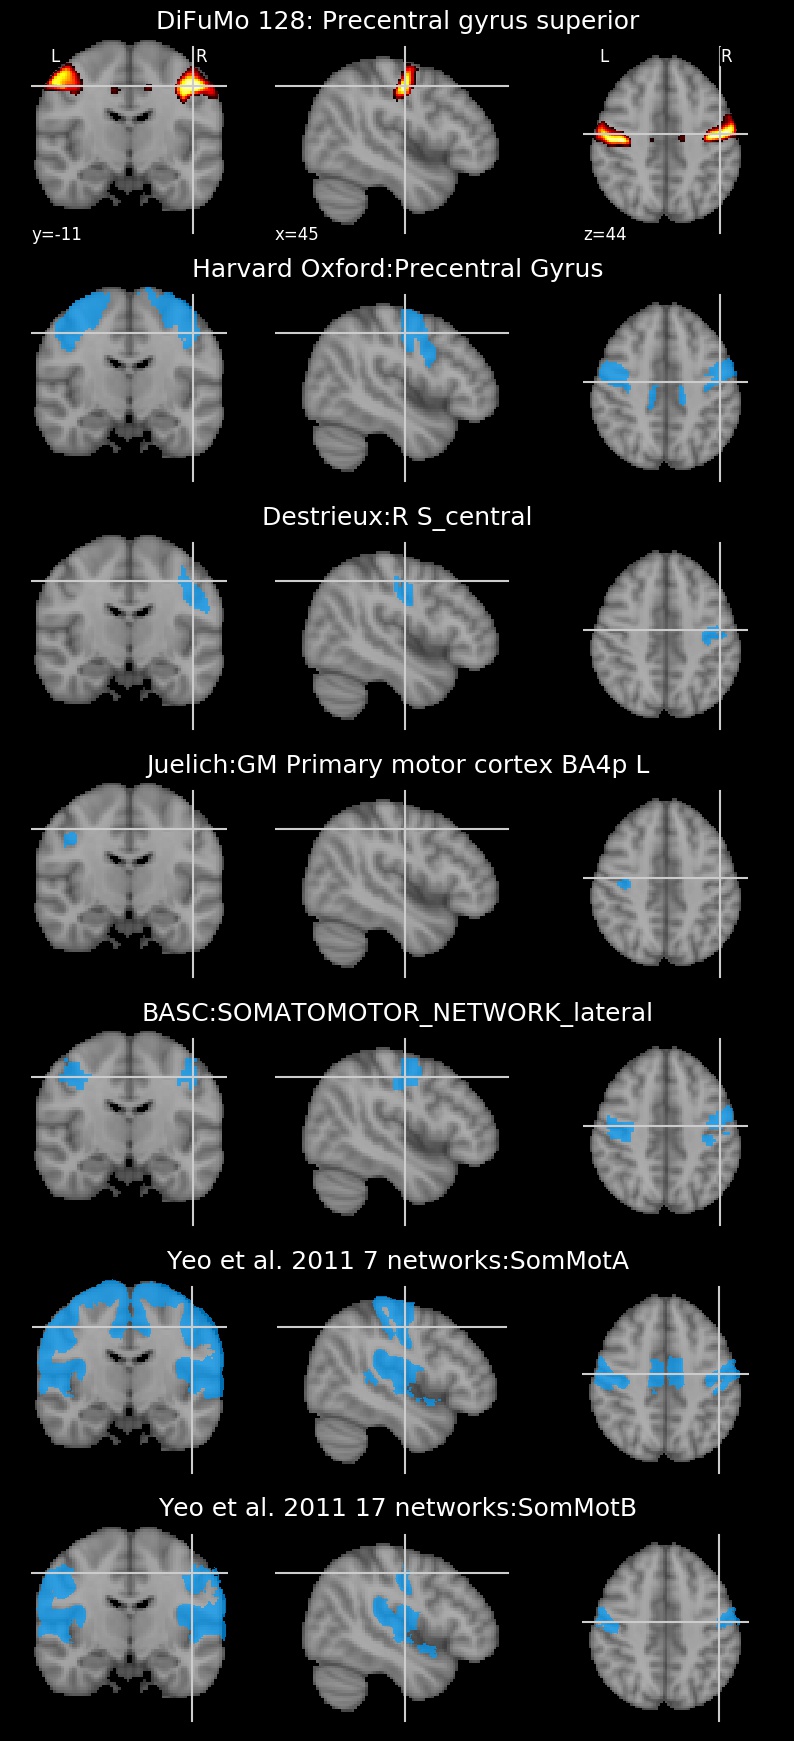 DiFuMo 128: Precentral gyrus superior
L R L R
y=-11 x=45 z=44
Harvard Oxford:Precentral Gyrus
Destrieux:R S_central
Juelich:GM Primary motor cortex BA4p L
BASC:SOMATOMOTOR_NETWORK_lateral
Yeo et al. 2011 7 networks:SomMotA
Yeo et al. 2011 17 networks:SomMotB